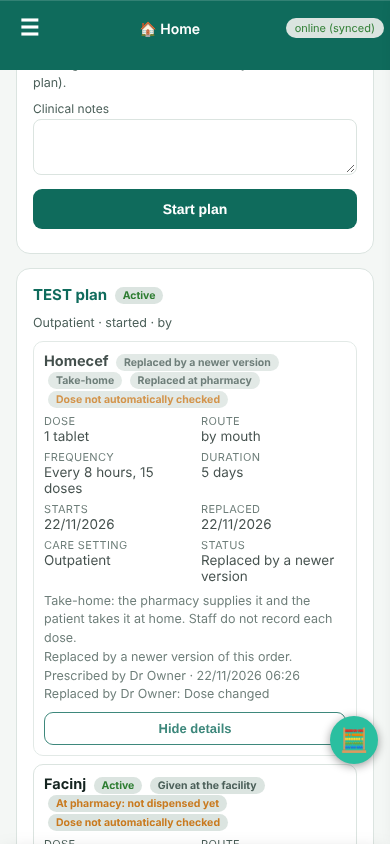 🏠 Home
online (synced)
plan).
Clinical notes
Start plan
TEST plan Active
Outpatient · started · by
Homecef Replaced by a newer version
Take-home Replaced at pharmacy
Dose not automatically checked
DOSE ROUTE
1 tablet by mouth
FREQUENCY DURATION
Every 8 hours, 15 5 days
doses
STARTS REPLACED
22/11/2026 22/11/2026
CARE SETTING STATUS
Outpatient Replaced by a newer
version
Take-home: the pharmacy supplies it and the
patient takes it at home. Staff do not record each
dose.
Replaced by a newer version of this order.
Prescribed by Dr Owner · 22/11/2026 06:26
Replaced by Dr Owner: Dose changed
Hide details
Facinj Active Given at the facility
At pharmacy: not dispensed yet
Dose not automatically checked
DOSE ROUTE